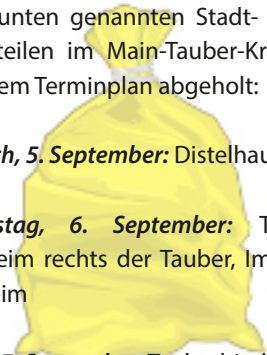 unten genannten Stadt-
teilen im Main-Tauber-Kr
em Terminplan abgeholt:
h, 5. September: Distelhau
stag, 6. September: T
eim rechts der Tauber, Im
eim